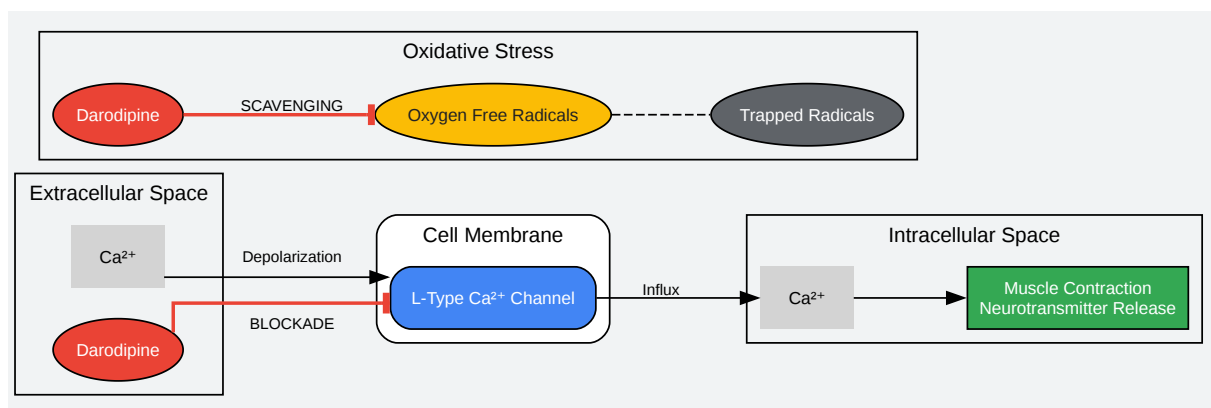 Oxidative Stress
Darodipine
SCAVENGING
Oxygen Free Radicals
Trapped Radicals
Extracellular Space
Ca²⁺
Depolarization
Darodipine
BLOCKADE
Cell Membrane
L-Type Ca²⁺ Channel
Influx
Intracellular Space
Ca²⁺
Muscle Contraction
Neurotransmitter Release